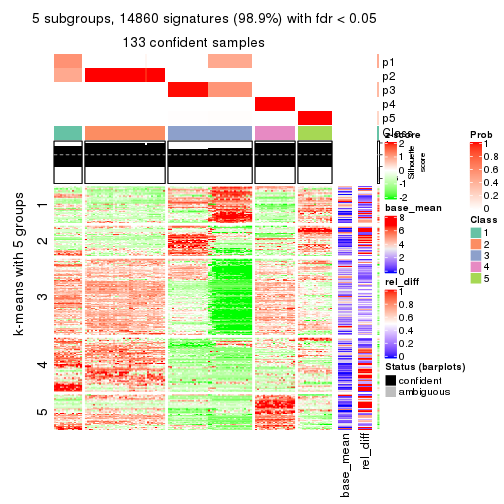 5 subgroups, 14860 signatures (98.9%) with fdr < 0.05
133 confident samples
p1
p2
p3
p4
p5
Class
Silhouette
score
k-means with 5 groups
1
2
3
4
5
base_mean
rel_diff
z-score
2
1
0
-1
-2
base_mean
8
6
4
2
0
rel_diff
1
0.8
0.6
0.4
0.2
0
Status (barplots)
confident
ambiguous
Prob
1
0.8
0.6
0.4
0.2
0
Class
1
2
3
4
5